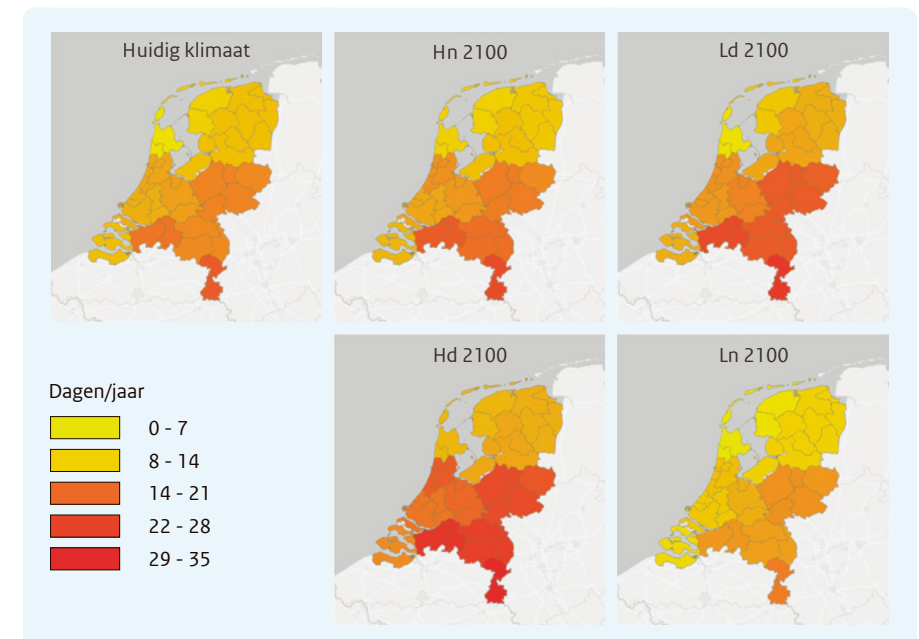 Huidig klimaat
Hn 2100
Ld 2100
Hd 2100
Ln 2100
Dagen/jaar
0 - 7
8 - 14
14 - 21
22 - 28
29 - 35